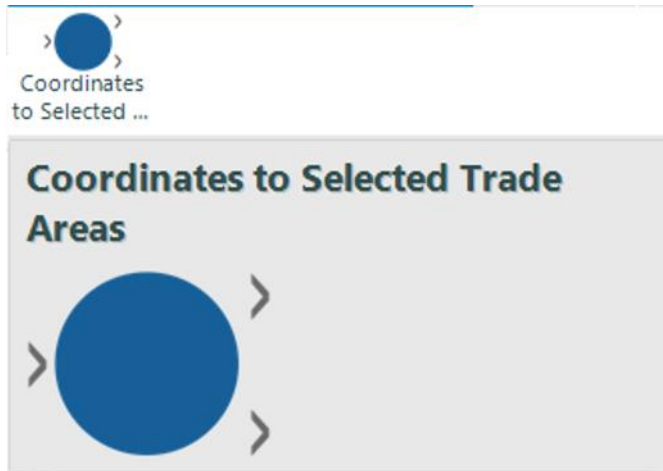 Coordinates
to Selected ...
Coordinates to Selected Trade
Areas